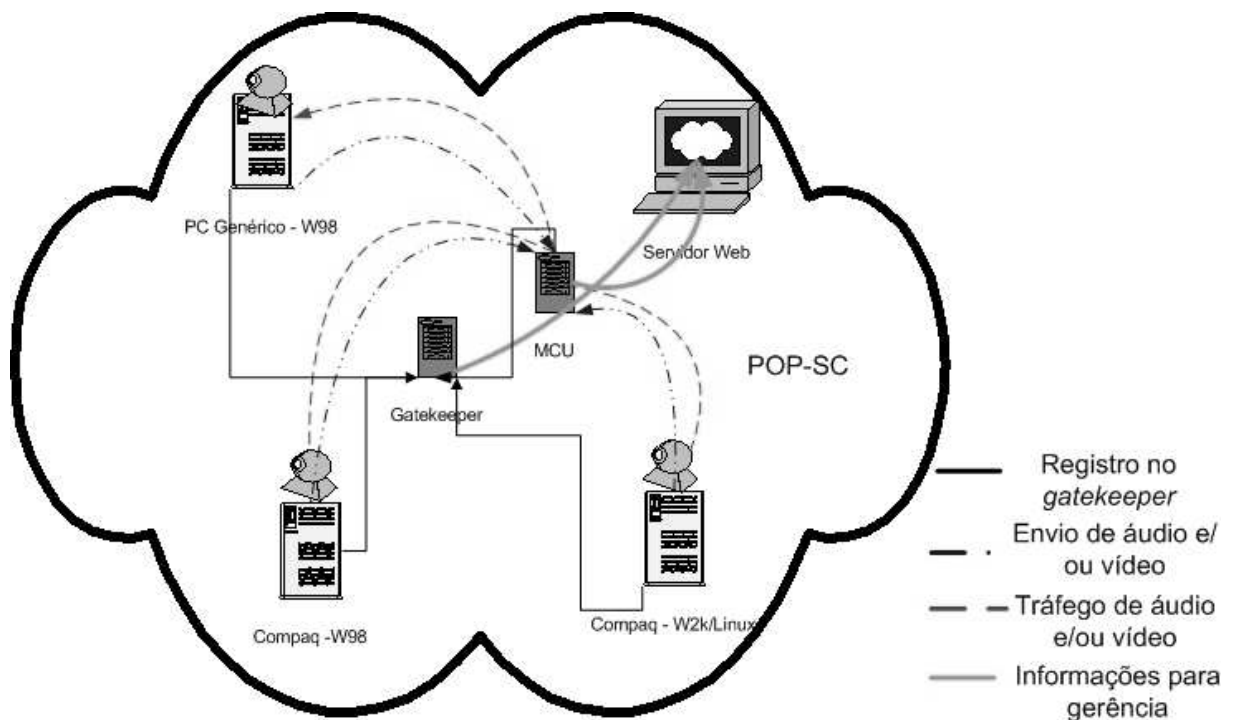 PC Genérico - W98
Servidor Web
MCU
POP-SC
Gatekeeper
Compaq -W98
Compaq - W2k/Linux
Registro no
gatekeeper
Envio de áudio e/
ou vídeo
Tráfego de áudio
e/ou vídeo
Informações para
gerência